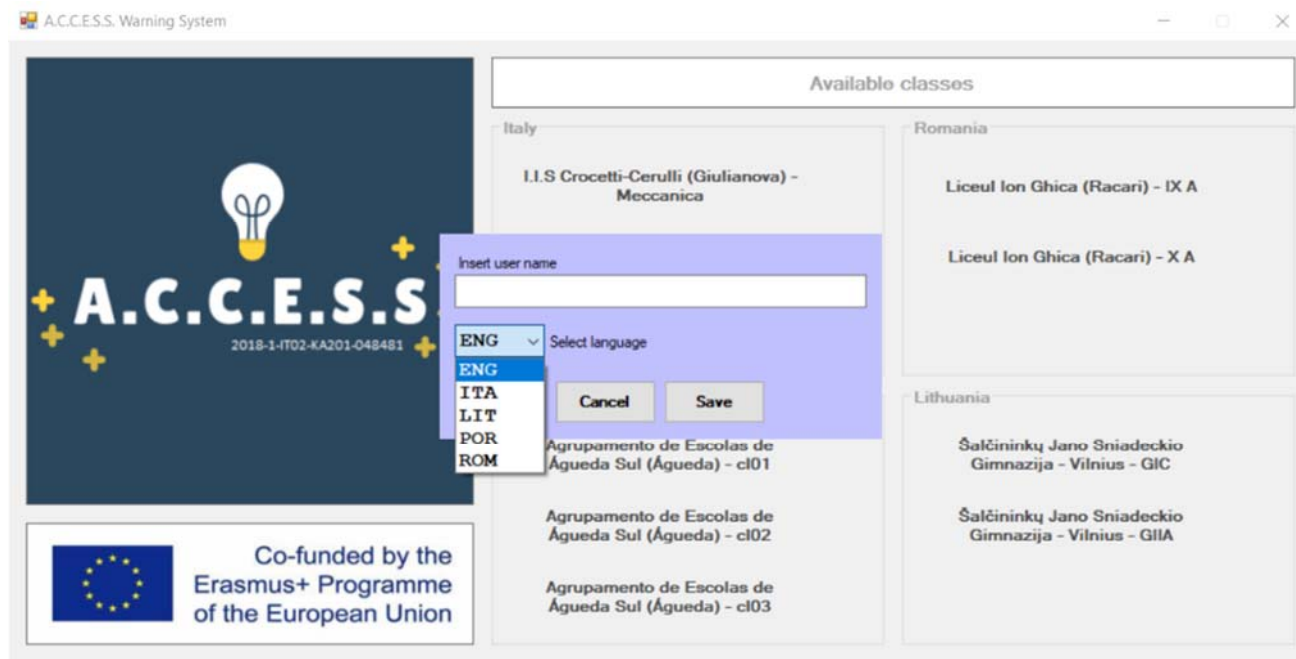 A.C.C.E.S.S. Warning System
A.C.C.E.S.S
2018-1-IT02-KA201-048481
Co-funded by the
Erasmus+ Programme
of the European Union
Available classes
Italy
I.I.S Crocetti-Cerulli (Giulianova) -
Meccanica
Romania
Liceul Ion Ghica (Racari) - IX A
Liceul Ion Ghica (Racari) - X A
Insert user name
ENG
Select language
ENG
ITA
LIT
POR
ROM
Cancel
Save
Agrupamento de Escolas de
Águeda Sul (Águeda) - cl01
Agrupamento de Escolas de
Águeda Sul (Águeda) - cl02
Agrupamento de Escolas de
Águeda Sul (Águeda) - cl03
Lithuania
Šalčininkų Jano Sniadeckio
Gimnazija - Vilnius - GIC
Šalčininkų Jano Sniadeckio
Gimnazija - Vilnius - GIIA